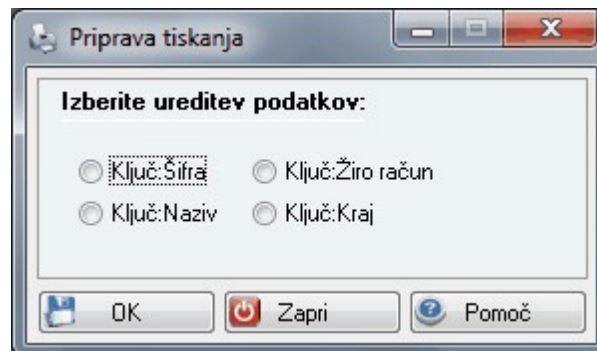 Priprava tiskanja
Izberite ureditev podatkov:
Ključ:Šifra Ključ:Žiro račun
Ključ:Naziv Ključ:Kraj
OK Zapri Pomoč